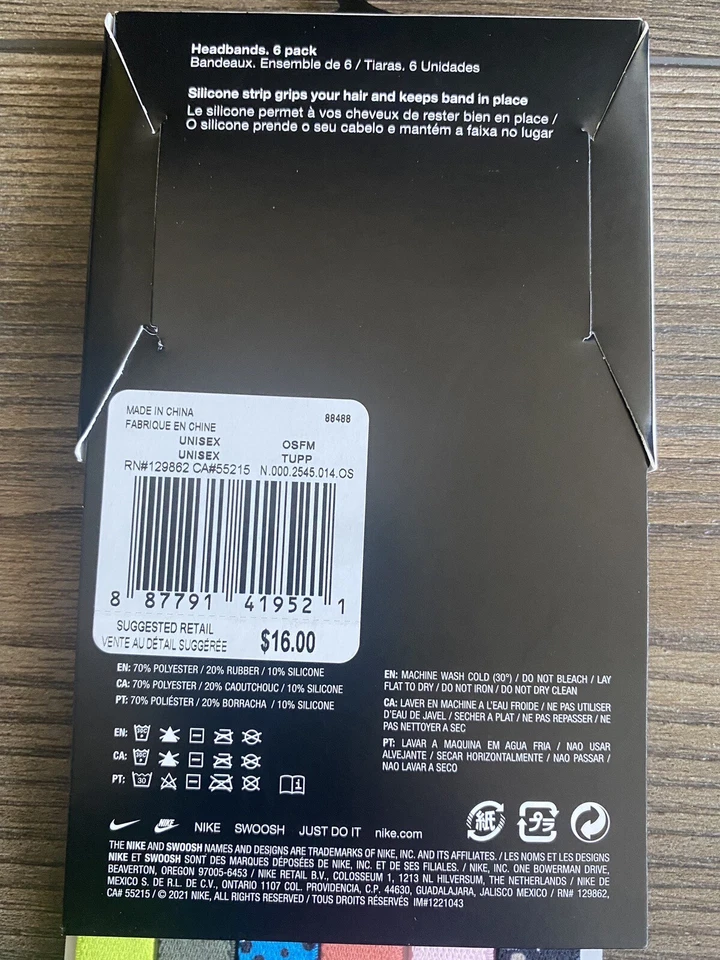 Headbands. 6 pack
Bandeaux. Ensemble de 6 / Tiaras. 6 Unidades
Silicone strip grips your hair and keeps band in place
Le silicone permet à vos cheveux de rester bien en place /
O silicone prende o seu cabelo e mantém a faixa no lugar
MADE IN CHINA 88488
FABRIQUE EN CHINE
UNISEX OSFM
UNISEX TUPP
RN#129862 CA#55215 N.000.2545.014.OS
8 87791 41952 1
SUGGESTED RETAIL
VENTE AU DÉTAIL SUGGÉRÉE $16.00
EN: 70% POLYESTER / 20% RUBBER / 10% SILICONE
CA: 70% POLYESTER / 20% CAOUTCHOUC / 10% SILICONE
PT: 70% POLIÉSTER / 20% BORRACHA / 10% SILICONE
EN:
CA:
PT: 30
EN: MACHINE WASH COLD (30°) / DO NOT BLEACH / LAY
FLAT TO DRY / DO NOT IRON / DO NOT DRY CLEAN
CA: LAVER EN MACHINE A L'EAU FROIDE / NE PAS UTILISER
D'EAU DE JAVEL / SECHER A PLAT / NE PAS REPASSER / NE
PAS NETTOYER A SEC
PT: LAVAR A MAQUINA EM AGUA FRIA / NAO USAR
ALVEJANTE / SECAR HORIZONTALMENTE / NAO PASSAR /
NAO LAVAR A SECO
NIKE NIKE SWOOSH JUST DO IT nike.com
紙
THE NIKE AND SWOOSH NAMES AND DESIGNS ARE TRADEMARKS OF NIKE, INC. AND ITS AFFILIATES. / LES NOMS ET LES DESIGNS
NIKE ET SWOOSH SONT DES MARQUES DÉPOSÉES DE NIKE, INC. ET DE SES FILIALES. / NIKE, INC. ONE BOWERMAN DRIVE,
BEAVERTON, OREGON 97005-6453 / NIKE RETAIL B.V., COLOSSEUM 1, 1213 NL HILVERSUM, THE NETHERLANDS / NIKE DE
MEXICO S. DE R.L. DE C.V., ONTARIO 1107 COL. PROVIDENCIA, C.P. 44630, GUADALAJARA, JALISCO MEXICO / RN# 129862,
CA# 55215 / © 2021 NIKE, ALL RIGHTS RESERVED / TOUS DROITS RÉSERVÉS IM#1221043